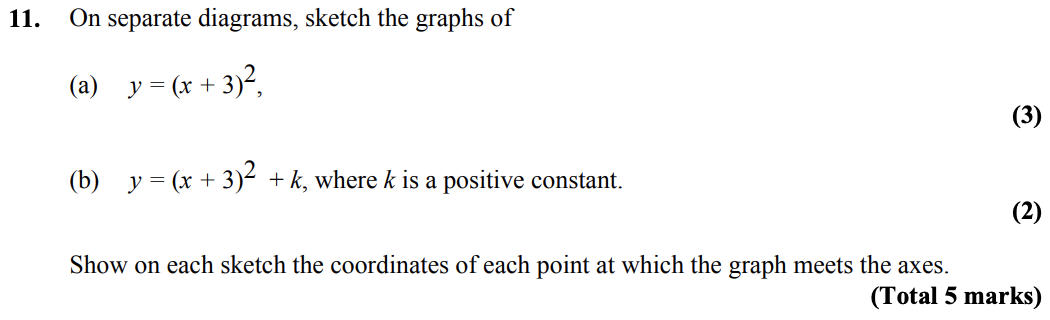 11. On separate diagrams, sketch the graphs of
(a) y = (x + 3)²,
(3)
(b) y = (x + 3)² + k, where k is a positive constant.
(2)
Show on each sketch the coordinates of each point at which the graph meets the axes.
(Total 5 marks)